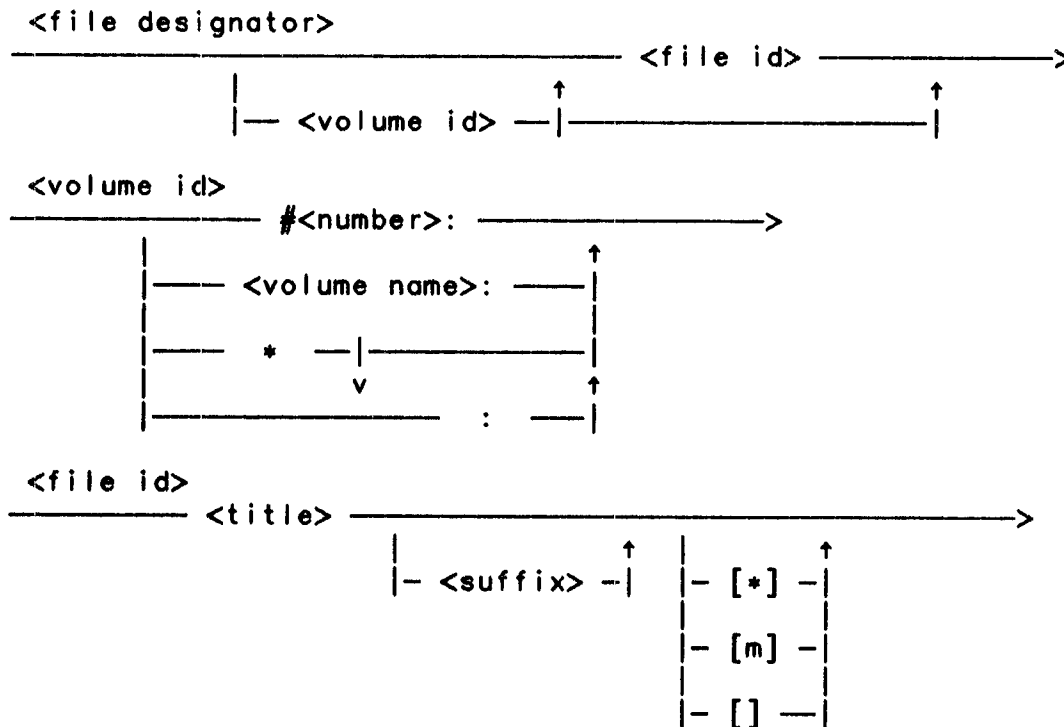 <file designator>
<file id>
<volume id>
<volume id>
#<number>:
<volume name>:
*
v
:
<file id>
<title>
<suffix> [*]
[m]
[]